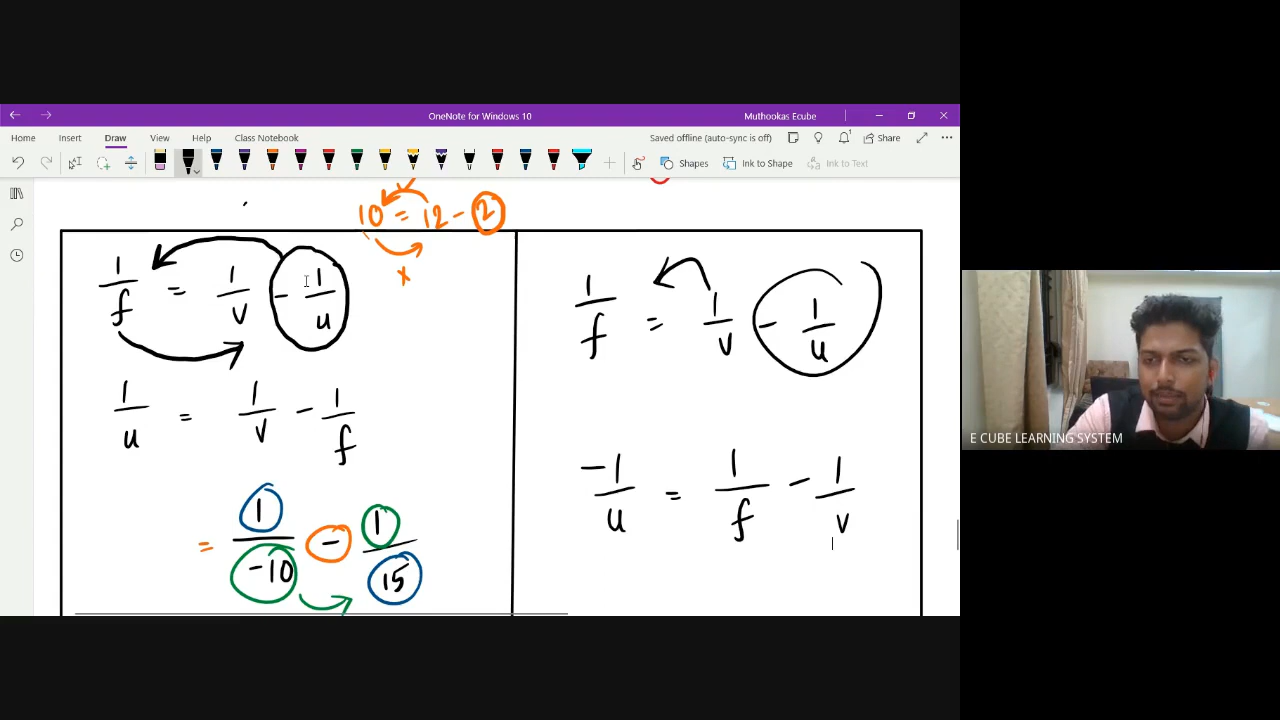 OneNote for Windows 10
Muthookas Ecube
Home Insert Draw View Help Class Notebook
Saved offline (auto-sync is off)
Share
Shapes
Ink to Shape
Ink to Text
10 = 12 - 2
x
1/f = 1/v - 1/u
1/u = 1/v - 1/f
= 1/-10 - 1/15
1/f = 1/v - 1/u
-1/u = 1/f - 1/v
E CUBE LEARNING SYSTEM